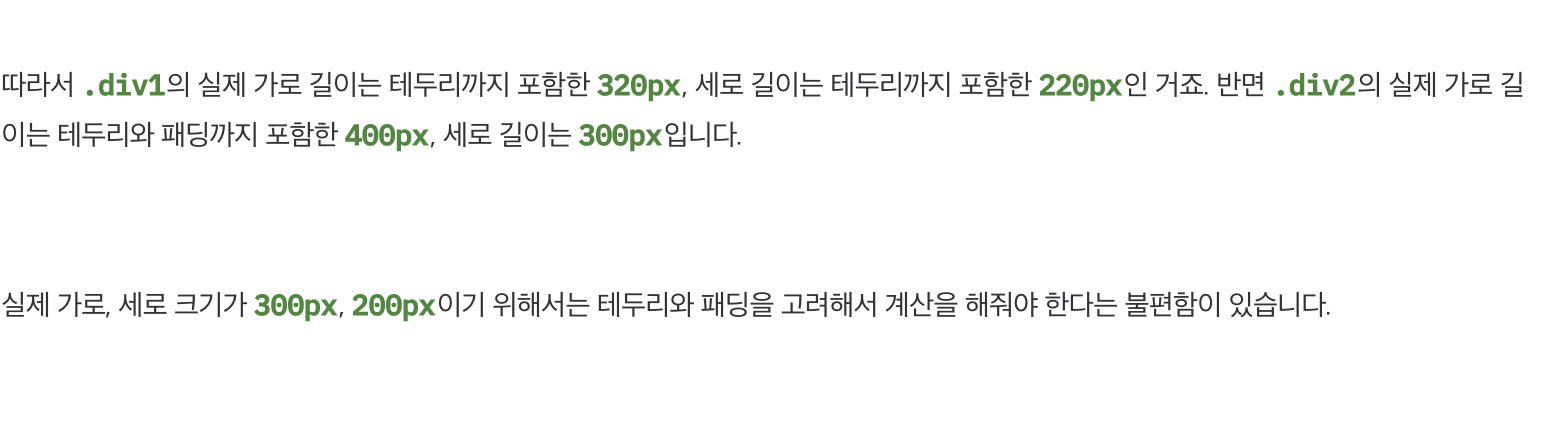 따라서 .div1의 실제 가로 길이는 테두리까지 포함한 320px, 세로 길이는 테두리까지 포함한 220px인 거죠. 반면 .div2의 실제 가로 길
이는 테두리와 패딩까지 포함한 400px, 세로 길이는 300px입니다.
실제 가로, 세로 크기가 300px, 200px이기 위해서는 테두리와 패딩을 고려해서 계산을 해줘야 한다는 불편함이 있습니다.